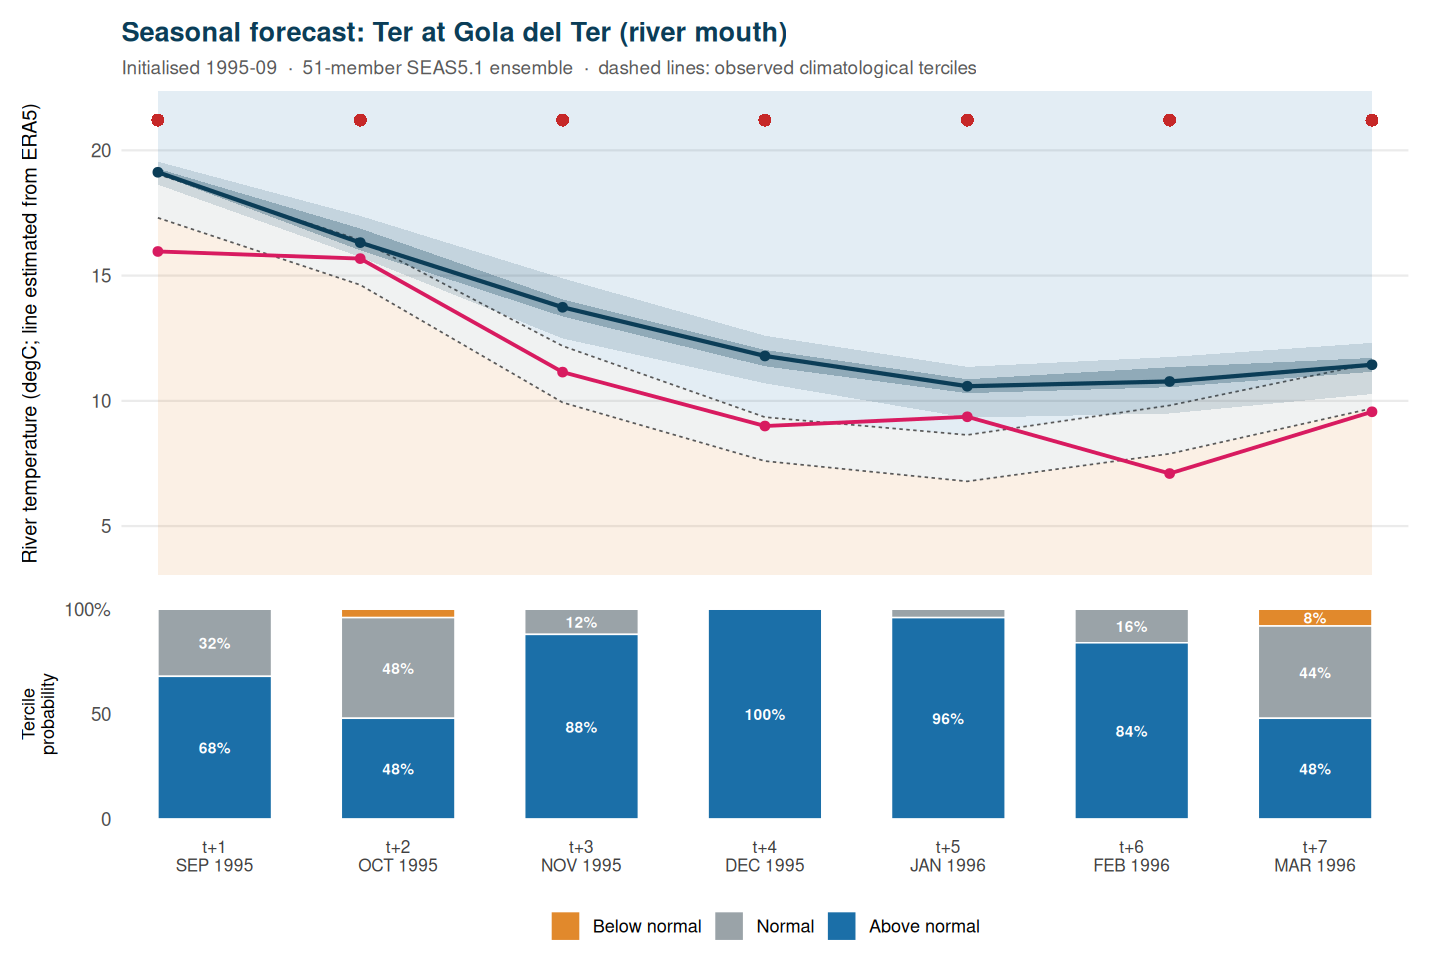 Seasonal forecast: Ter at Gola del Ter (river mouth)
Initialised 1995-09 · 51-member SEAS5.1 ensemble · dashed lines: observed climatological terciles
River temperature (degC; line estimated from ERA5)
20
15
10
5
Tercile
probability
100%
50
0
32%
68%
48%
48%
12%
88%
100%
96%
16%
84%
8%
44%
48%
t+1
SEP 1995
t+2
OCT 1995
t+3
NOV 1995
t+4
DEC 1995
t+5
JAN 1996
t+6
FEB 1996
t+7
MAR 1996
Below normal
Normal
Above normal